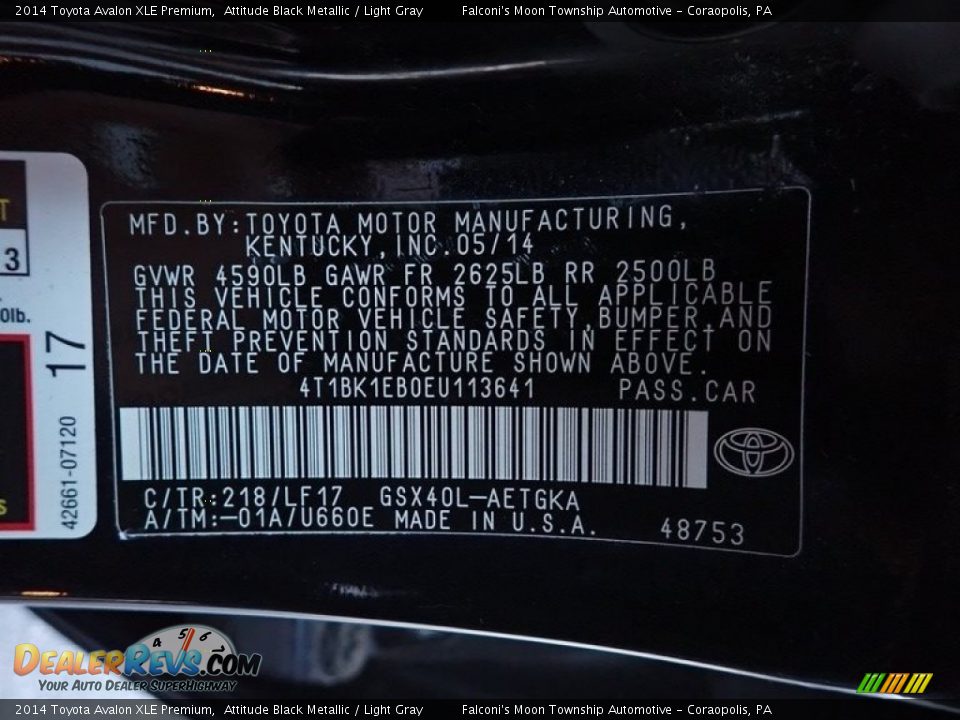 2014 Toyota Avalon XLE Premium,  Attitude Black Metallic / Light Gray        Falconi's Moon Township Automotive - Coraopolis, PA
T
3
0lb.
17
42661-07120
S
MFD.BY:TOYOTA MOTOR MANUFACTURING,
KENTUCKY,INC.05/14
GVWR 4590LB GAWR FR 2625LB RR 2500LB
THIS VEHICLE CONFORMS TO ALL APPLICABLE
FEDERAL MOTOR VEHICLE SAFETY,BUMPER,AND
THEFT PREVENTION STANDARDS IN EFFECT ON
THE DATE OF MANUFACTURE SHOWN ABOVE.
4T1BK1EB0EU113641        PASS.CAR
C/TR:218/LF17    GSX40L-AETGKA
A/TM:-01A/U660E  MADE IN U.S.A.    48753
4 5 6
DealerRevs.com
Your Auto Dealer SuperHighway
2014 Toyota Avalon XLE Premium,  Attitude Black Metallic / Light Gray        Falconi's Moon Township Automotive - Coraopolis, PA